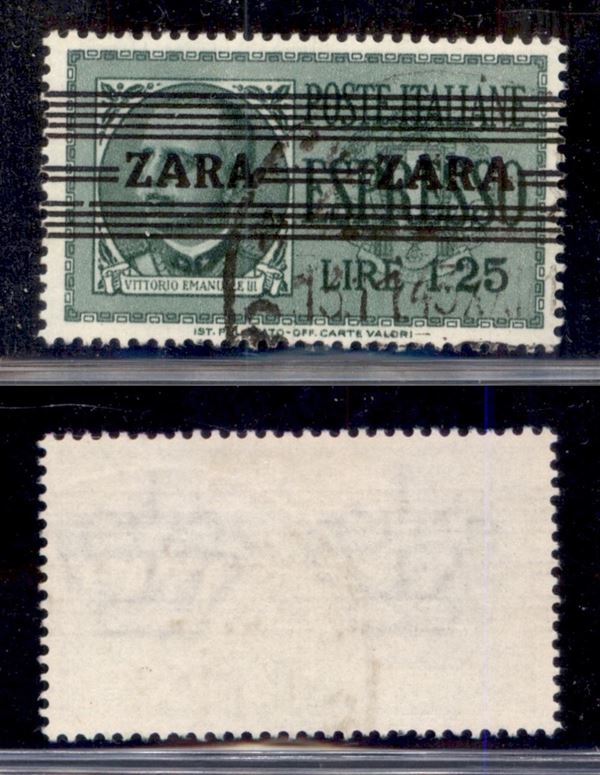 POSTE ITALIANE
ZARA ZARA
ESPRESSO
VITTORIO EMANUELE III
LIRE 1.25
IST. POLIGRAFICO - OFF. CARTE VALORI